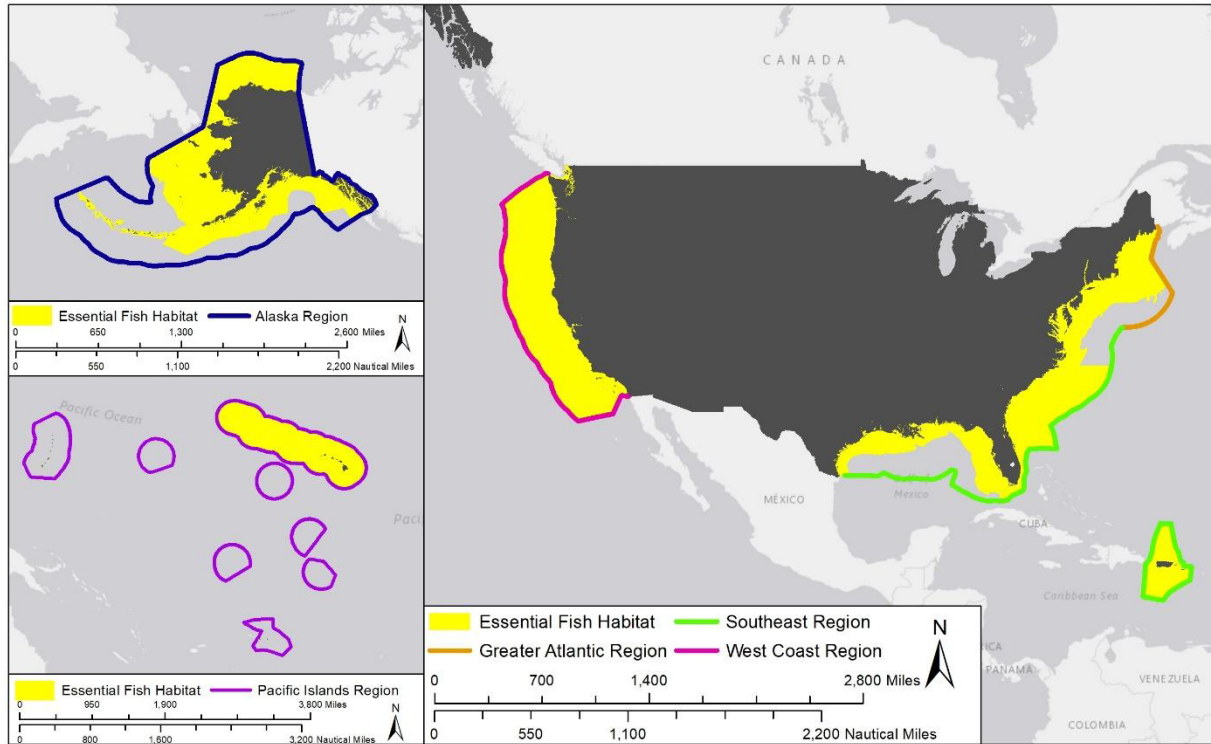 Essential Fish Habitat Alaska Region
N
0 650 1,300 2,600 Miles
0 550 1,100 2,200 Nautical Miles
Pacific Ocean
Pacif
Essential Fish Habitat Pacific Islands Region
N
0 950 1,900 3,800 Miles
0 800 1,600 3,200 Nautical Miles
CANADA
MÉXICO
Mexico
CUBA
Caribbean Sea
RICA
PANAMÁ
VENEZUELA
COLOMBIA
Essential Fish Habitat Southeast Region
Greater Atlantic Region West Coast Region
N
0 700 1,400 2,800 Miles
0 550 1,100 2,200 Nautical Miles